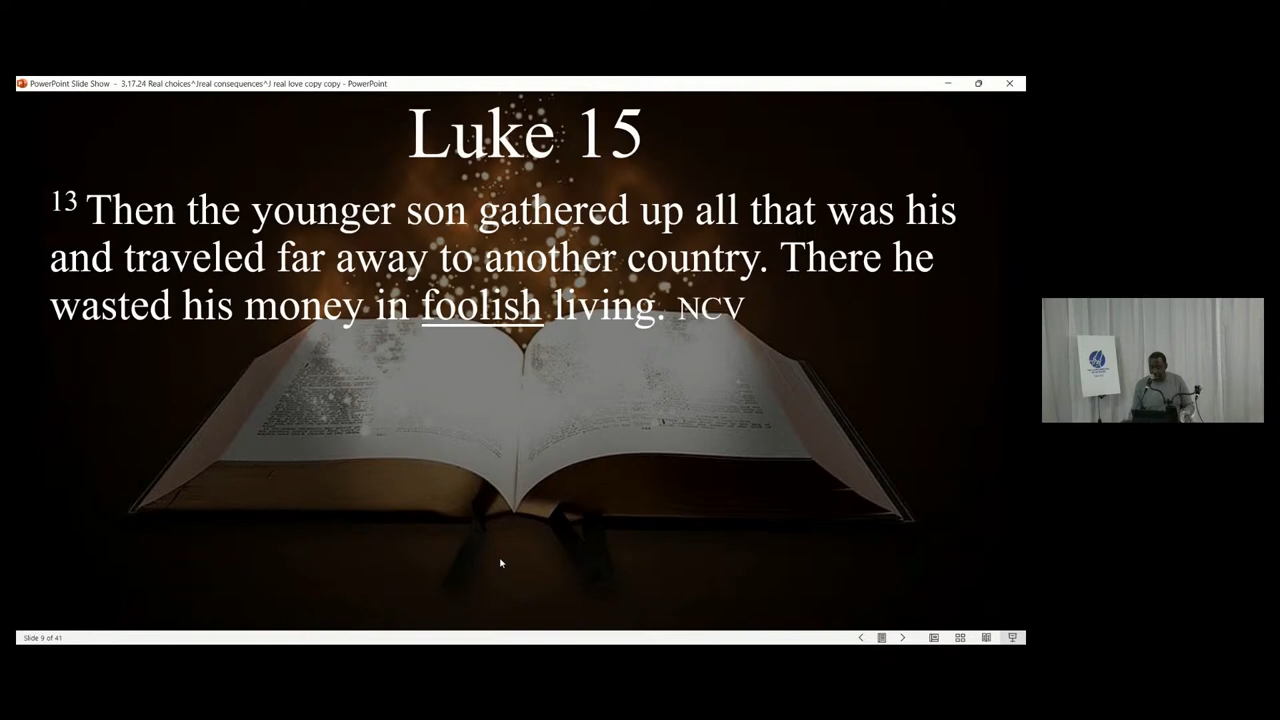 PowerPoint Slide Show - 3.17.24 Real choices^Jreal consequences^J real love copy copy - PowerPoint
Luke 15
13 Then the younger son gathered up all that was his
and traveled far away to another country. There he
wasted his money in foolish living. NCV
Slide 9 of 41